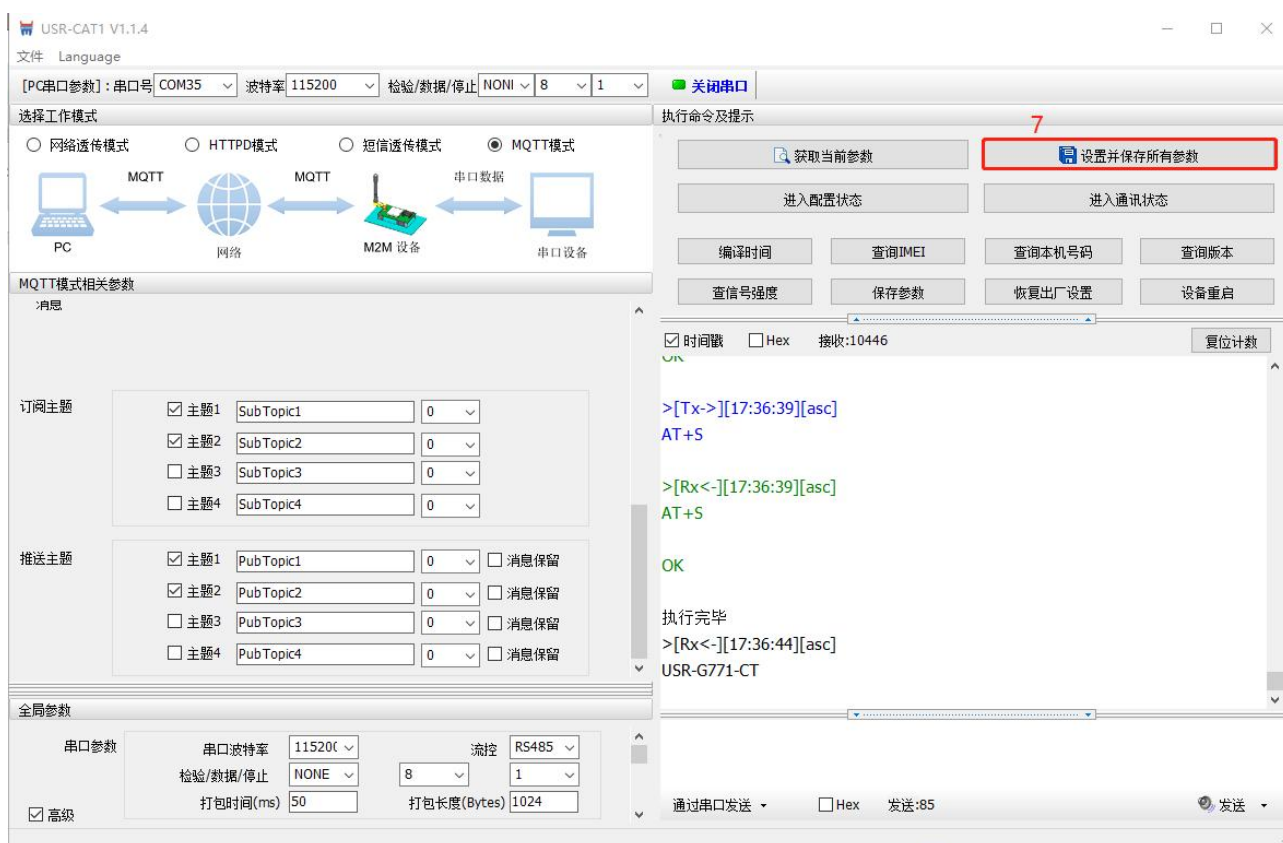 USR-CAT1 V1.1.4
文件 Language
[PC串口参数]：串口号 COM35 波特率 115200 检验/数据/停止 NONI 8 1 关闭串口
选择工作模式
网络透传模式 HTTPD模式 短信透传模式 MQTT模式
MQTT MQTT 串口数据
PC 网络 M2M 设备 串口设备
MQTT模式相关参数
消息
订阅主题
主题1 SubTopic1 0
主题2 SubTopic2 0
主题3 SubTopic3 0
主题4 SubTopic4 0
推送主题
主题1 PubTopic1 0 消息保留
主题2 PubTopic2 0 消息保留
主题3 PubTopic3 0 消息保留
主题4 PubTopic4 0 消息保留
全局参数
串口参数
串口波特率 11520 流控 RS485
检验/数据/停止 NONE 8 1
打包时间(ms) 50 打包长度(Bytes) 1024
高级
执行命令及提示
7
获取当前参数 设置并保存所有参数
进入配置状态 进入通讯状态
编译时间 查询IMEI 查询本机号码 查询版本
查信号强度 保存参数 恢复出厂设置 设备重启
时间戳 Hex 接收:10446 复位计数
OK
>[Tx->][17:36:39][asc]
AT+S
>[Rx<-][17:36:39][asc]
AT+S
OK
执行完毕
>[Rx<-][17:36:44][asc]
USR-G771-CT
通过串口发送 Hex 发送:85 发送